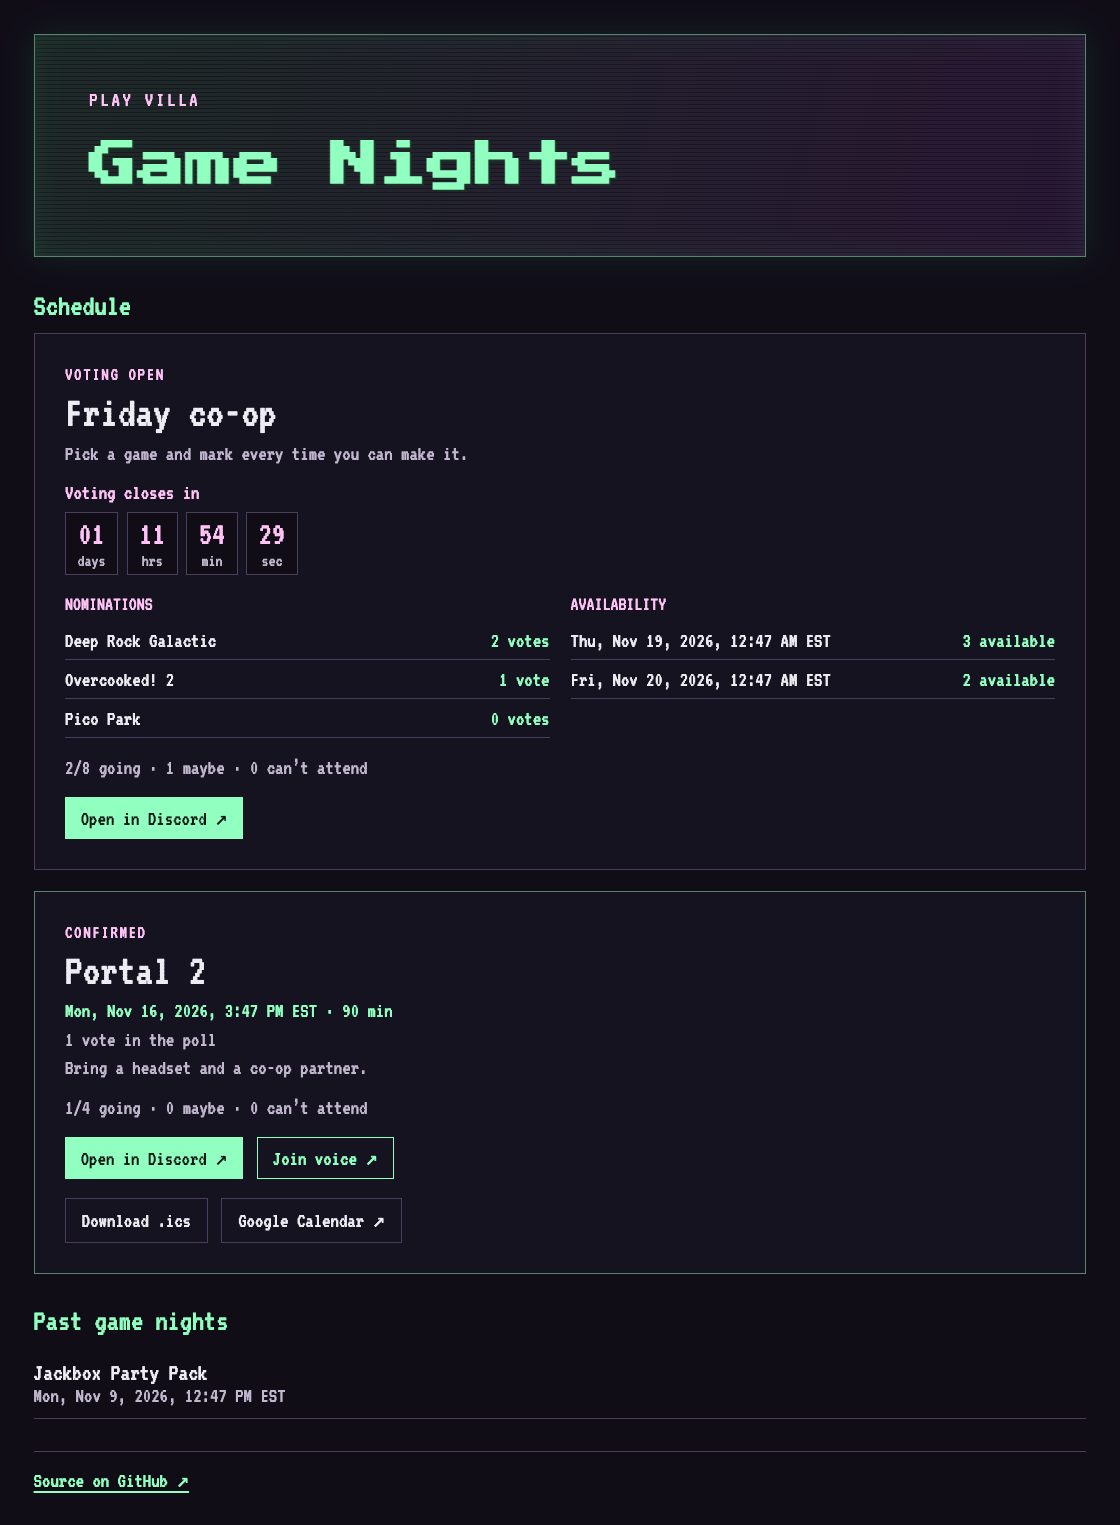 PLAY VILLA
Game Nights
Schedule
VOTING OPEN
Friday co-op
Pick a game and mark every time you can make it.
Voting closes in
01 11 54 29
days hrs min sec
NOMINATIONS
Deep Rock Galactic 2 votes
Overcooked! 2 1 vote
Pico Park 0 votes
AVAILABILITY
Thu, Nov 19, 2026, 12:47 AM EST 3 available
Fri, Nov 20, 2026, 12:47 AM EST 2 available
2/8 going · 1 maybe · 0 can't attend
Open in Discord ↗
CONFIRMED
Portal 2
Mon, Nov 16, 2026, 3:47 PM EST · 90 min
1 vote in the poll
Bring a headset and a co-op partner.
1/4 going · 0 maybe · 0 can't attend
Open in Discord ↗ Join voice ↗
Download .ics Google Calendar ↗
Past game nights
Jackbox Party Pack
Mon, Nov 9, 2026, 12:47 PM EST
Source on GitHub ↗